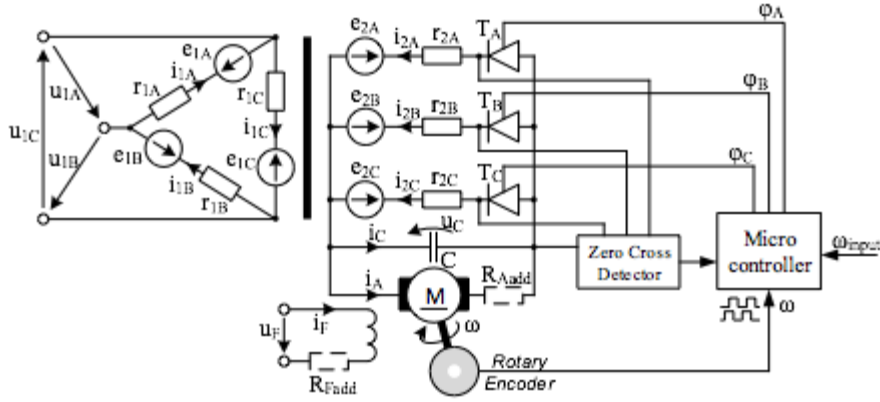 e2A i2A r2A TA φA
e1A
r1A i1A r1C
u1A
u1C
i1C
e2B i2B r2B TB φB
u1B e1B e1C
i1B
r1B
e2C i2C r2C TC φC
uC
iC
C
Zero Cross
Detector
Micro
controller
ωinput
iA
M
RAadd
ω
ω
uF iF
RFadd
Rotary
Encoder